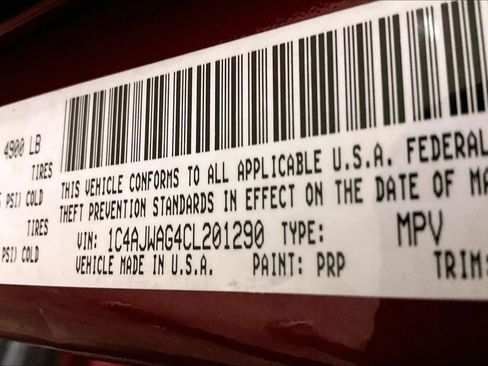 4900 LB
TIRES
PSI) COLD
TIRES
PSI) COLD
THIS VEHICLE CONFORMS TO ALL APPLICABLE U.S.A. FEDERAL
THEFT PREVENTION STANDARDS IN EFFECT ON THE DATE OF MA
VIN: 1C4AJWAG4CL201290 TYPE: MPV
VEHICLE MADE IN U.S.A. PAINT: PRP TRIM: